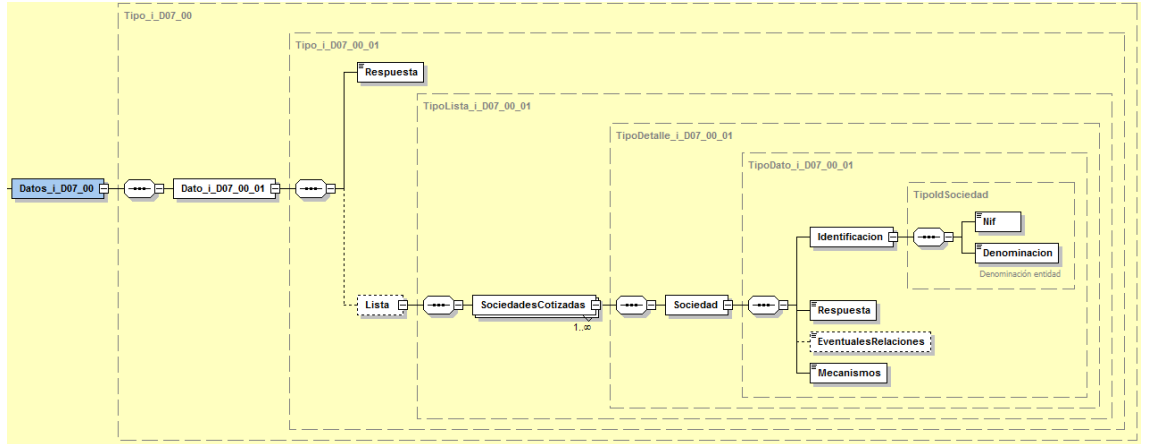 Tipo_i_D07_00
Tipo_i_D07_00_01
Respuesta
TipoLista_i_D07_00_01
TipoDetalle_i_D07_00_01
TipoDato_i_D07_00_01
Datos_i_D07_00
Dato_i_D07_00_01
TipoIdSociedad
Nif
Identificacion
Denominacion
Denominación entidad
Lista
SociedadesCotizadas
1..∞
Sociedad
Respuesta
EventualesRelaciones
Mecanismos